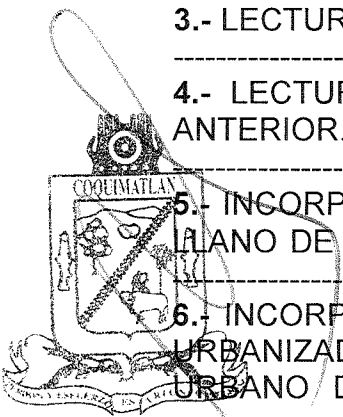 3.- LECTUR
4.- LECTUR
ANTERIOR.
COQUIMATLAN
5.- INCORP
LLANO DE
6.- INCORP
URBANIZAD
URBANO D